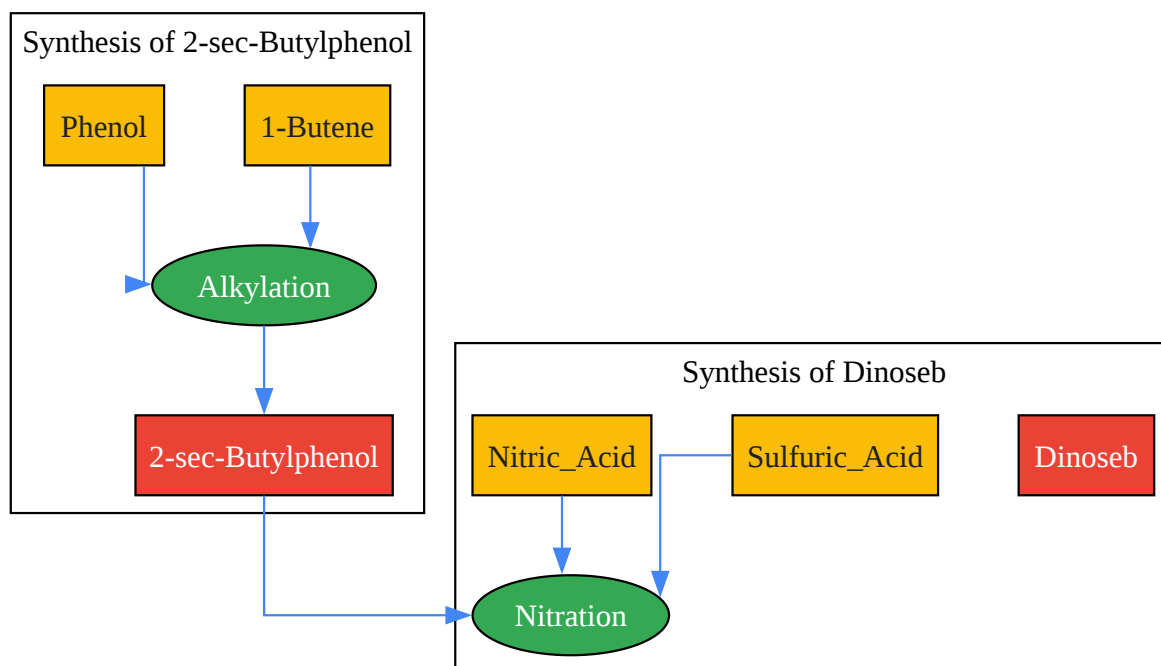 Synthesis of 2-sec-Butylphenol
Phenol
1-Butene
Alkylation
2-sec-Butylphenol
Synthesis of Dinoseb
Nitric_Acid
Sulfuric_Acid
Dinoseb
Nitration